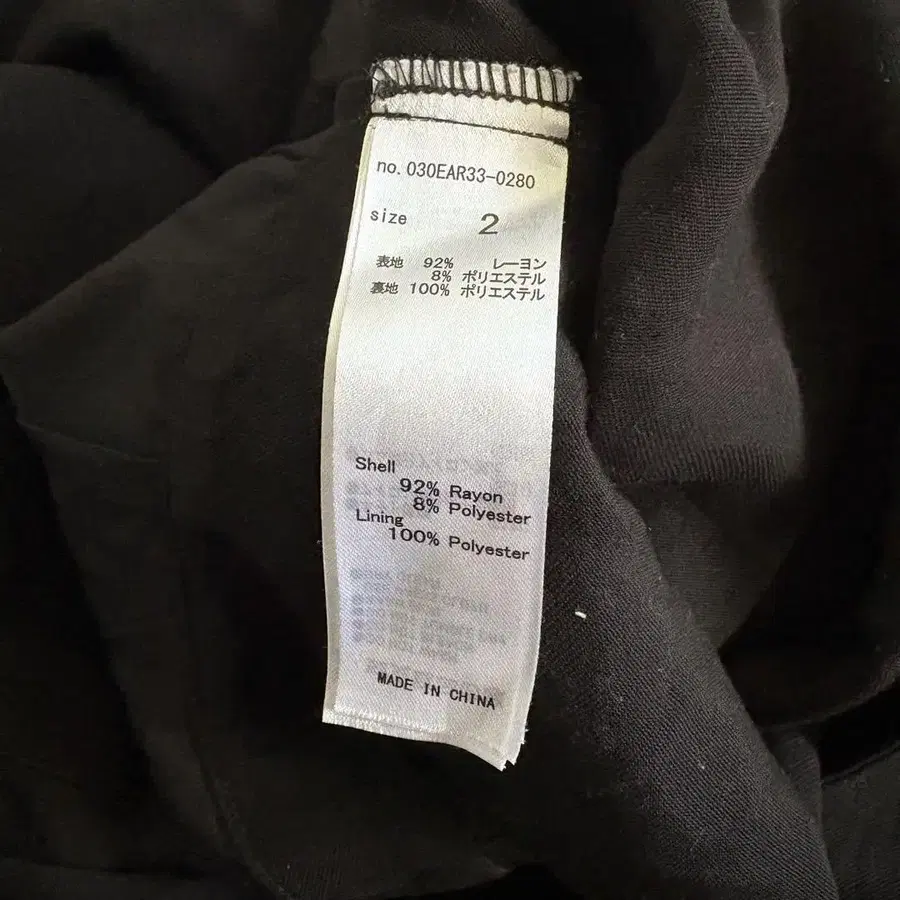 no. 030EAR33-0280
size 2
表地 92% レーヨン
8% ポリエステル
裏地 100% ポリエステル
Shell
92% Rayon
8% Polyester
Lining
100% Polyester
MADE IN CHINA